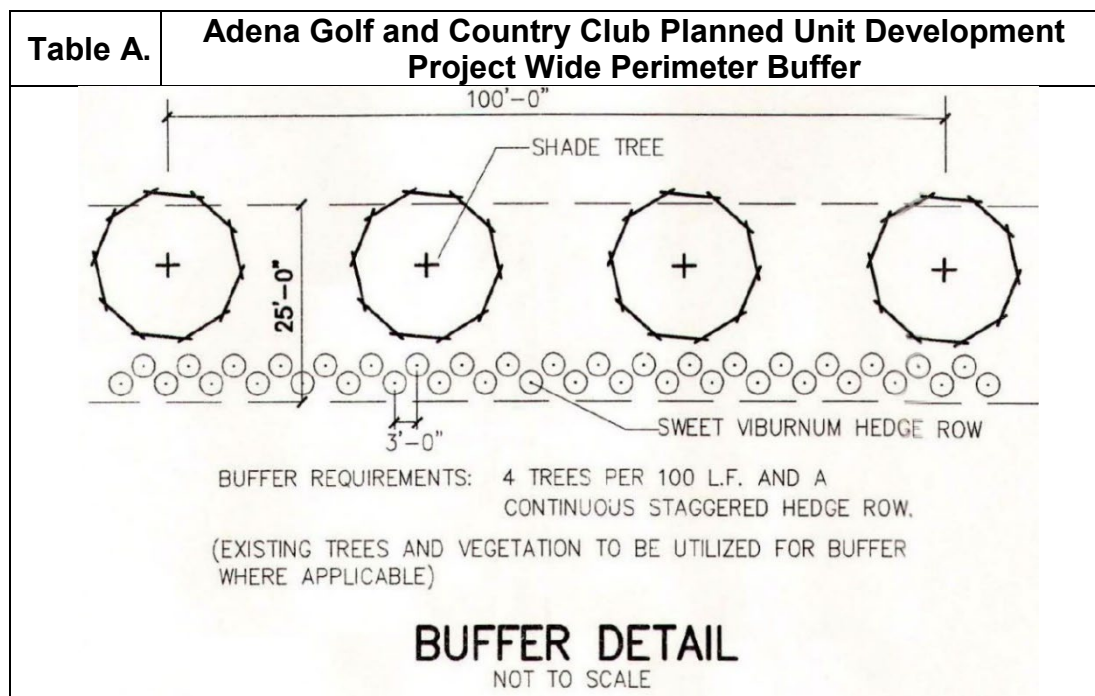 Table A.
Adena Golf and Country Club Planned Unit Development
Project Wide Perimeter Buffer
100'-0"
SHADE TREE
25'-0"
3'-0"
SWEET VIBURNUM HEDGE ROW
BUFFER REQUIREMENTS: 4 TREES PER 100 L.F. AND A
CONTINUOUS STAGGERED HEDGE ROW.
(EXISTING TREES AND VEGETATION TO BE UTILIZED FOR BUFFER
WHERE APPLICABLE)
BUFFER DETAIL
NOT TO SCALE